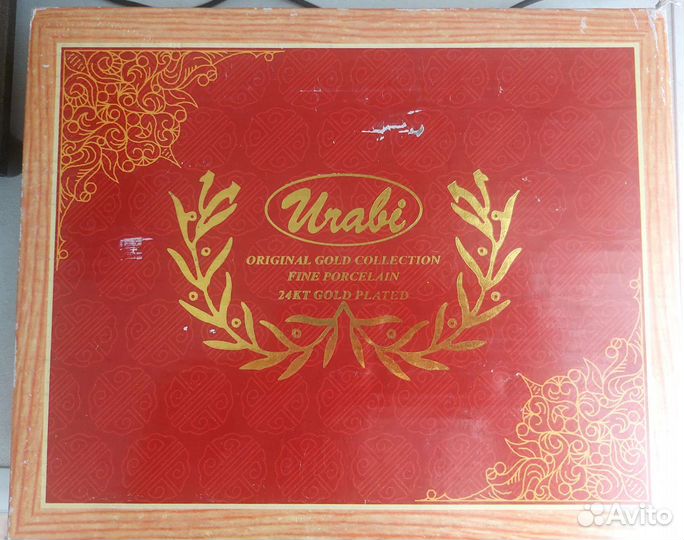 Urabi
ORIGINAL GOLD COLLECTION
FINE PORCELAIN
24KT GOLD PLATED
Avito